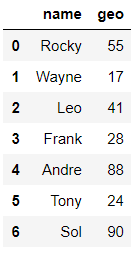 name geo
0 Rocky 55
1 Wayne 17
2 Leo 41
3 Frank 28
4 Andre 88
5 Tony 24
6 Sol 90